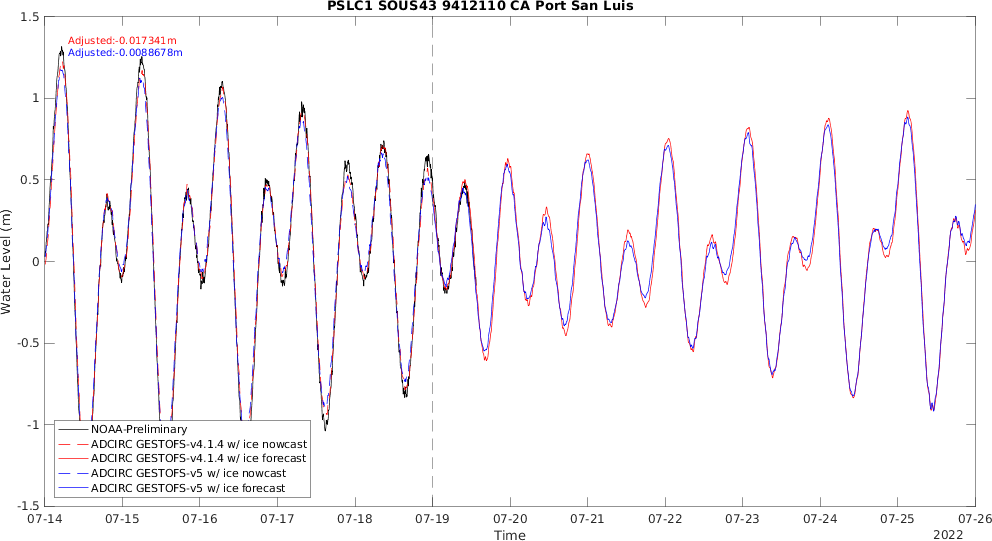 PSLC1 SOUS43 9412110 CA Port San Luis
Adjusted:-0.017341m
Adjusted:-0.0088678m
1.5
1
0.5
0
-0.5
-1
-1.5
Water Level (m)
NOAA-Preliminary
ADCIRC GESTOFS-v4.1.4 w/ ice nowcast
ADCIRC GESTOFS-v4.1.4 w/ ice forecast
ADCIRC GESTOFS-v5 w/ ice nowcast
ADCIRC GESTOFS-v5 w/ ice forecast
07-14 07-15 07-16 07-17 07-18 07-19 07-20 07-21 07-22 07-23 07-24 07-25 07-26
Time
2022